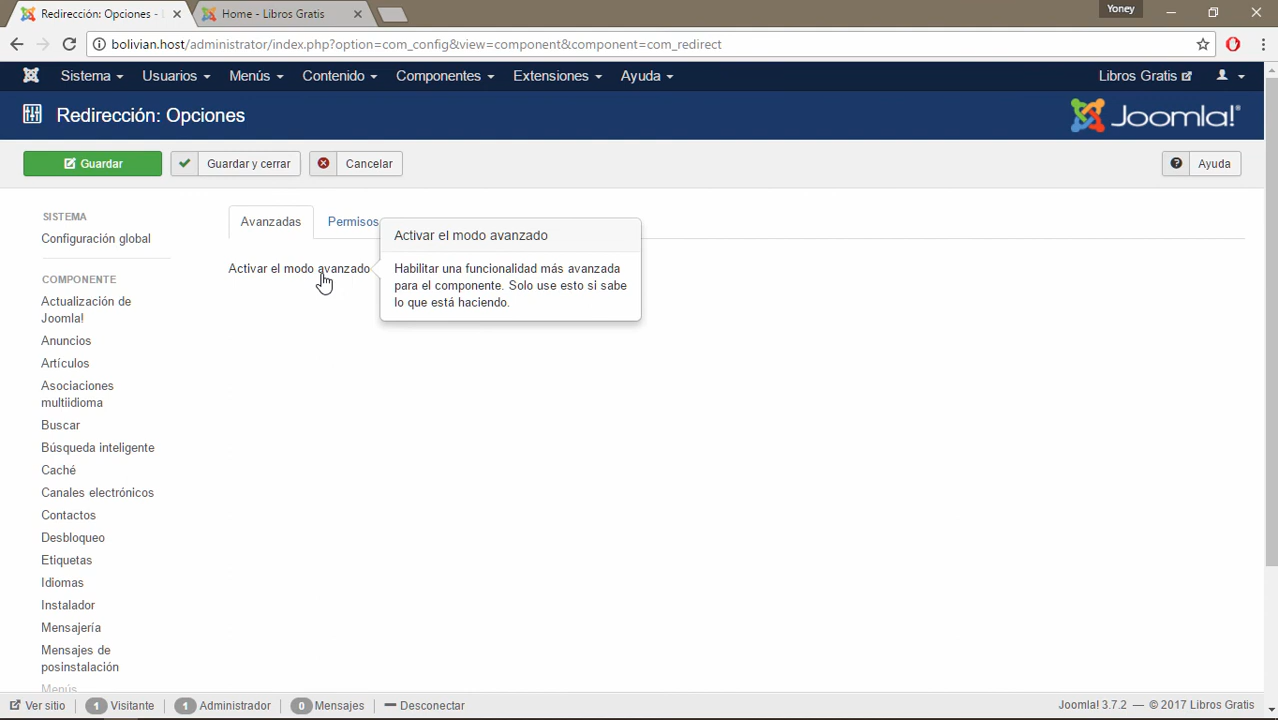 Redirección: Opciones -
Home - Libros Gratis
Yoney
bolivian.host/administrator/index.php?option=com_config&view=component&component=com_redirect
Sistema Usuarios Menús Contenido Componentes Extensiones Ayuda Libros Gratis
Redirección: Opciones
Joomla!
Guardar Guardar y cerrar Cancelar Ayuda
SISTEMA
Configuración global
COMPONENTE
Actualización de
Joomla!
Anuncios
Artículos
Asociaciones
multiidioma
Buscar
Búsqueda inteligente
Caché
Canales electrónicos
Contactos
Desbloqueo
Etiquetas
Idiomas
Instalador
Mensajería
Mensajes de
posinstalación
Menús
Avanzadas Permisos
Activar el modo avanzado
Activar el modo avanzado
Habilitar una funcionalidad más avanzada
para el componente. Solo use esto si sabe
lo que está haciendo.
Ver sitio 1 Visitante 1 Administrador 0 Mensajes Desconectar Joomla! 3.7.2 — © 2017 Libros Gratis